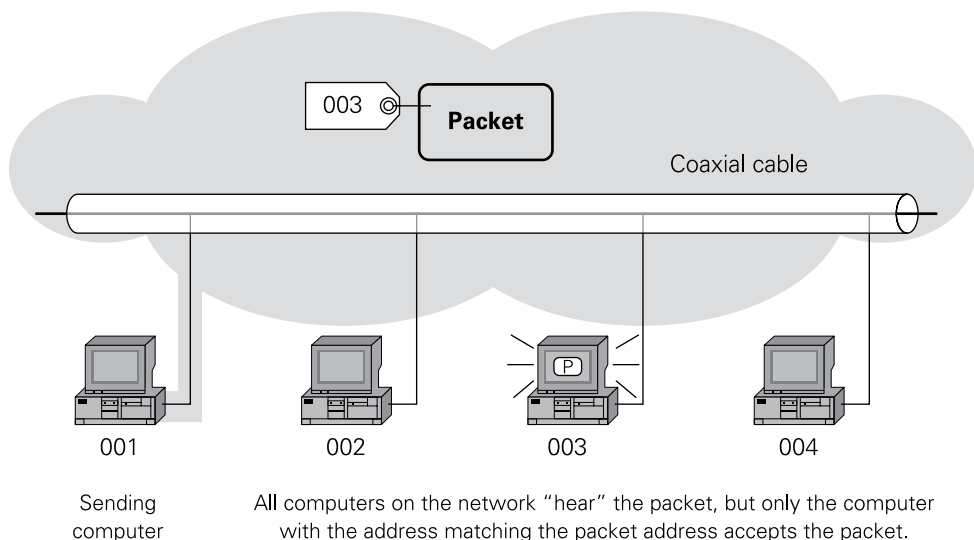 003
Packet
Coaxial cable
P
001
002
003
004
Sending
computer
All computers on the network “hear” the packet, but only the computer
with the address matching the packet address accepts the packet.